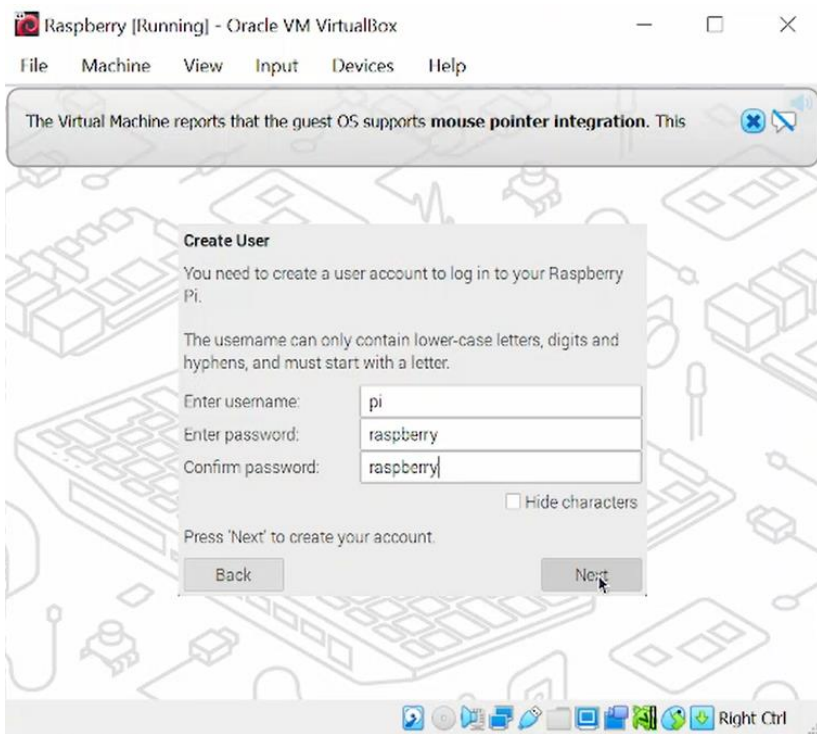 Raspberry [Running] - Oracle VM VirtualBox
File Machine View Input Devices Help
The Virtual Machine reports that the guest OS supports mouse pointer integration. This
Create User
You need to create a user account to log in to your Raspberry
Pi.
The username can only contain lower-case letters, digits and
hyphens, and must start with a letter.
Enter username: pi
Enter password: raspberry
Confirm password: raspberry
Hide characters
Press 'Next' to create your account.
Back Next
Right Ctrl